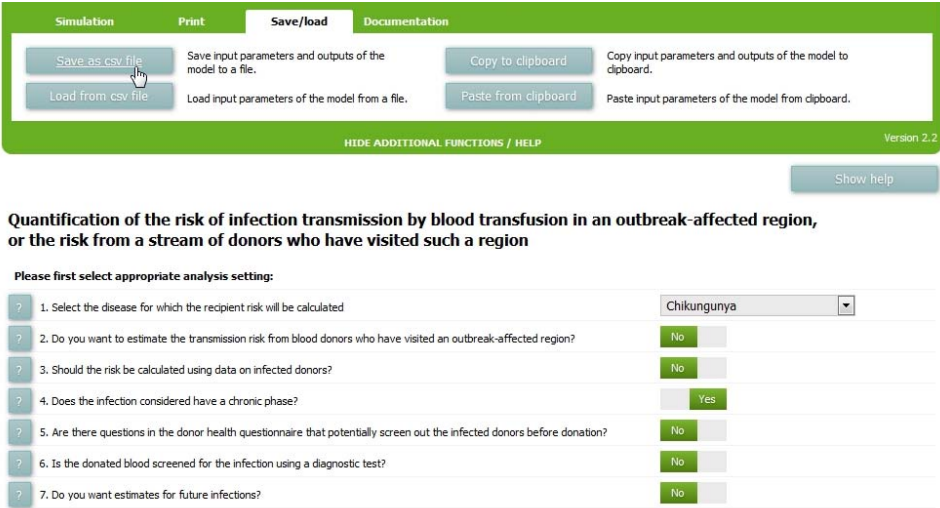 Simulation Print Save/load Documentation
Save as csv file Save input parameters and outputs of the Copy to clipboard Copy input parameters and outputs of the model to
model to a file. clipboard.
Load from csv file Load input parameters of the model from a file. Paste from clipboard Paste input parameters of the model from clipboard.
HIDE ADDITIONAL FUNCTIONS / HELP Version 2.2
Show help
Quantification of the risk of infection transmission by blood transfusion in an outbreak-affected region,
or the risk from a stream of donors who have visited such a region
Please first select appropriate analysis setting:
? 1. Select the disease for which the recipient risk will be calculated Chikungunya
? 2. Do you want to estimate the transmission risk from blood donors who have visited an outbreak-affected region? No
? 3. Should the risk be calculated using data on infected donors? No
? 4. Does the infection considered have a chronic phase? Yes
? 5. Are there questions in the donor health questionnaire that potentially screen out the infected donors before donation? No
? 6. Is the donated blood screened for the infection using a diagnostic test? No
? 7. Do you want estimates for future infections? No